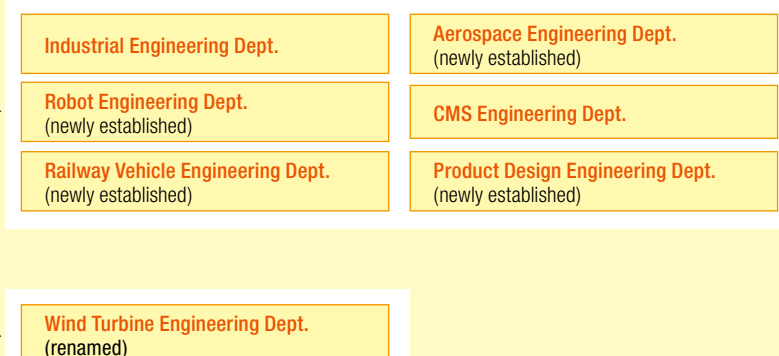 Industrial Engineering Dept.
Aerospace Engineering Dept.
(newly established)
Robot Engineering Dept.
(newly established)
CMS Engineering Dept.
Railway Vehicle Engineering Dept.
(newly established)
Product Design Engineering Dept.
(newly established)
Wind Turbine Engineering Dept.
(renamed)